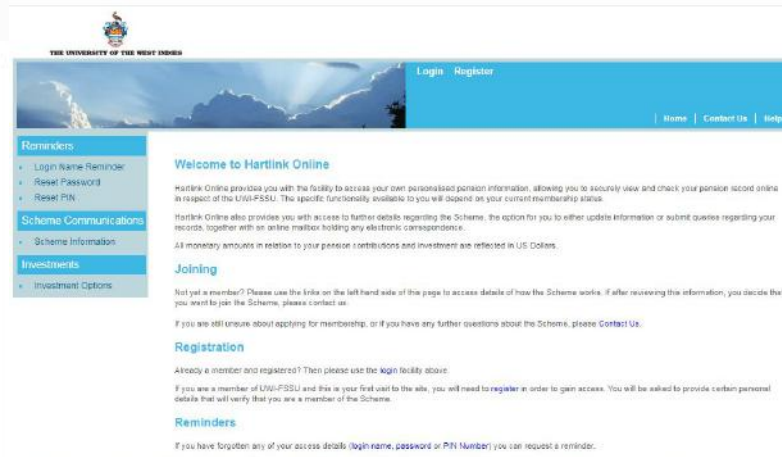 THE UNIVERSITY OF THE WEST INDIES
Login Register
Home | Contact Us | Help
Reminders
Login Name Reminder
Reset Password
Reset PIN
Scheme Communications
Scheme Information
Investments
Investment Options
Welcome to Hartlink Online
Hartlink Online provides you with the facility to access your own personalised pension information, allowing you to securely view and check your pension record online
in respect of the UWI-FSSU. The specific functionality available to you will depend on your current membership status.
Hartlink Online also provides you with access to further details regarding the Scheme, the option for you to either update information or submit queries regarding your
records, together with an online mailbox holding any electronic correspondence.
All monetary amounts in relation to your pension contributions and investment are reflected in US Dollars.
Joining
Not yet a member? Please use the links on the left hand side of this page to access details of how the Scheme works. If after reviewing this information, you decide that
you want to join the Scheme, please contact us.
If you are still unsure about applying for membership, or if you have any further questions about the Scheme, please Contact Us.
Registration
Already a member and registered? Then please use the login facility above.
If you are a member of UWI-FSSU and this is your first visit to the site, you will need to register in order to gain access. You will be asked to provide certain personal
details that will verify that you are a member of the Scheme.
Reminders
If you have forgotten any of your access details (login name, password or PIN Number) you can request a reminder.